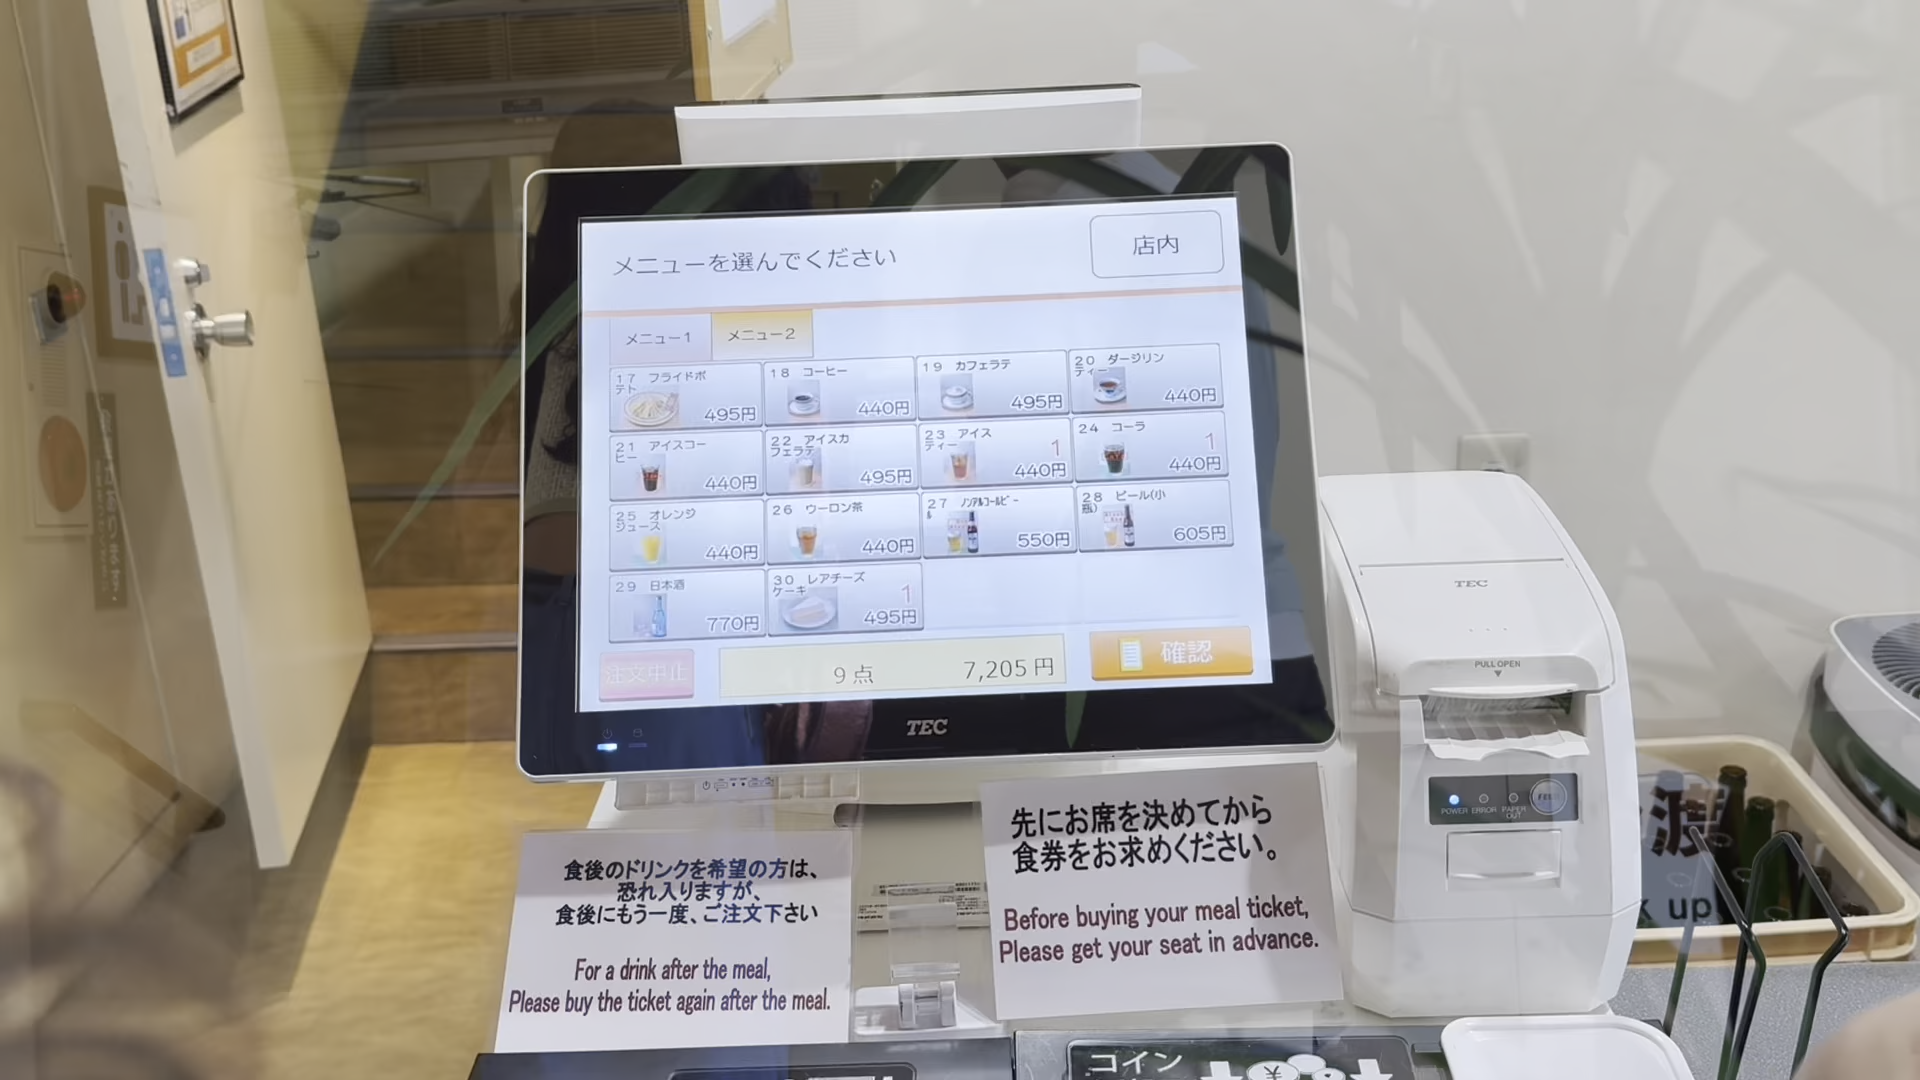 メニューを選んでください
店内
メニュー1
メニュー2
17 フライドポ
テト
495円
18 コーヒー
440円
19 カフェラテ
495円
20 ダージリン
ティー
440円
21 アイスコー
ヒー
440円
22 アイスカ
フェラテ
495円
23 アイス
ティー
1
440円
24 コーラ
1
440円
25 オレンジ
ジュース
440円
26 ウーロン茶
440円
27 ノンアルコールビー
ル
550円
28 ビール(小
瓶)
605円
29 日本酒
770円
30 レアチーズ
ケーキ
1
495円
注文中止
9点
7,205円
確認
TEC
TEC
PULL OPEN
POWER
ERROR
PAPER
OUT
FEED
食後のドリンクを希望の方は、
恐れ入りますが、
食後にもう一度、ご注文下さい
For a drink after the meal,
Please buy the ticket again after the meal.
先にお席を決めてから
食券をお求めください。
Before buying your meal ticket,
Please get your seat in advance.
渡
k up
コイン